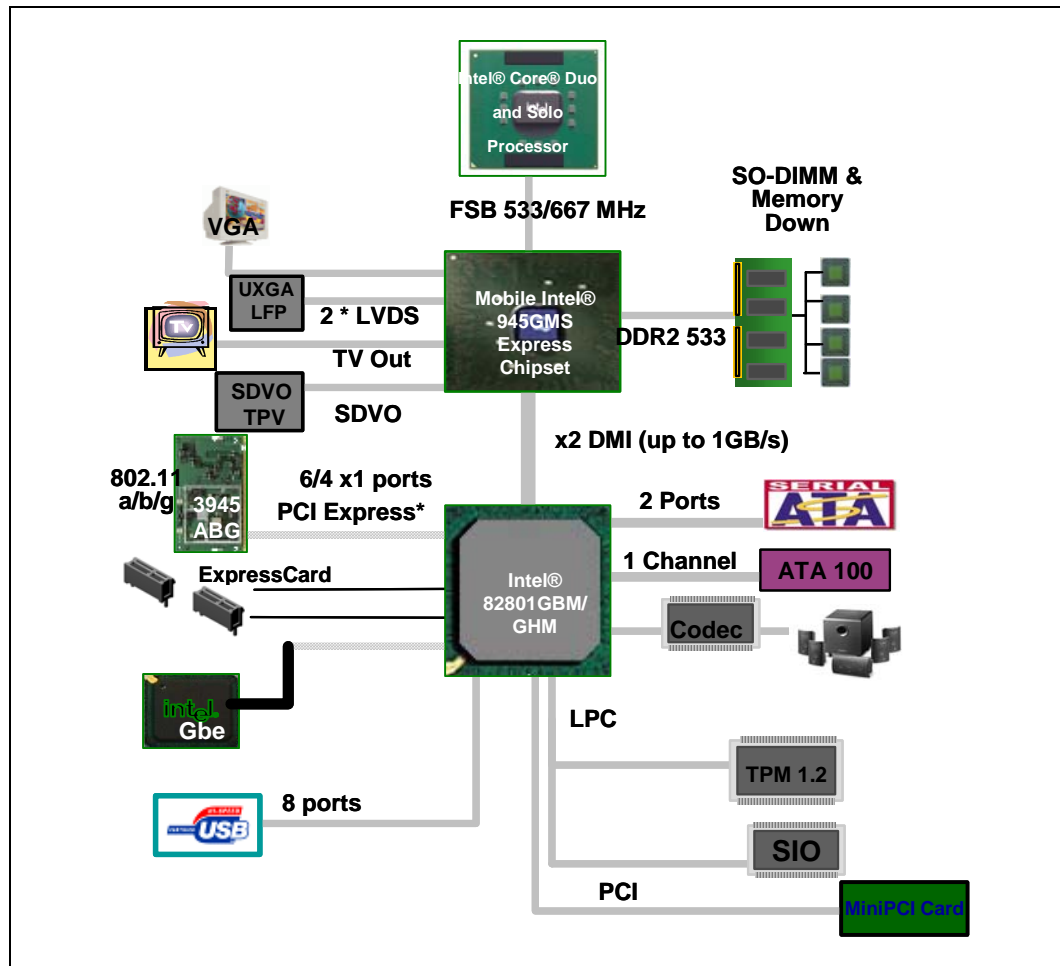 Intel® Core® Duo
and Solo
Processor
FSB 533/667 MHz
SO-DIMM &
Memory
Down
VGA
UXGA
LFP
2 * LVDS
TV
TV Out
SDVO
TPV
SDVO
Mobile Intel®
945GMS
Express
Chipset
DDR2 533
x2 DMI (up to 1GB/s)
802.11
a/b/g
3945
ABG
6/4 x1 ports
PCI Express*
2 Ports
SERIAL
ATA
1 Channel
ATA 100
ExpressCard
Intel®
82801GBM/
GHM
Codec
intel.
Gbe
LPC
TPM 1.2
8 ports
USB
SIO
PCI
MiniPCI Card